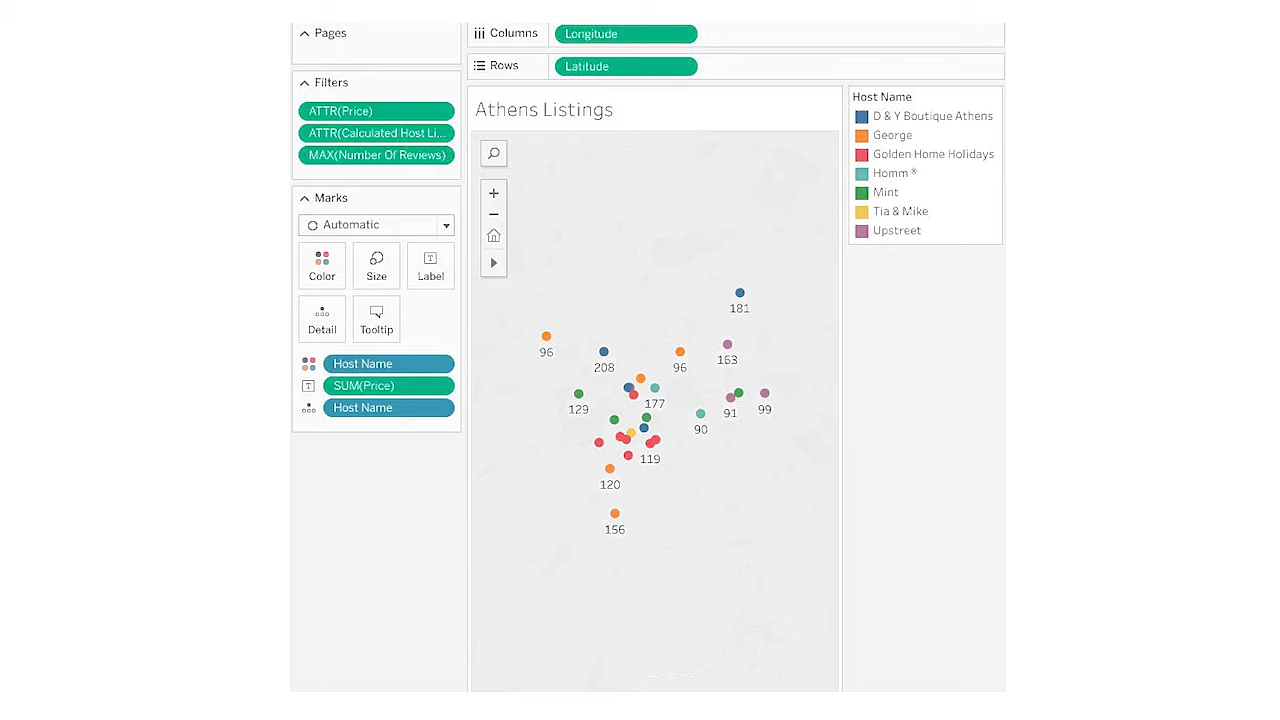 Pages
Filters
ATTR(Price)
ATTR(Calculated Host Li...
MAX(Number Of Reviews)
Marks
Automatic
Color
Size
Label
Detail
Tooltip
Host Name
SUM(Price)
Host Name
Columns
Longitude
Rows
Latitude
Athens Listings
181
96
208
96
163
129
177
91
99
90
119
120
156
Host Name
D & Y Boutique Athens
George
Golden Home Holidays
Homm ®
Mint
Tia & Mike
Upstreet